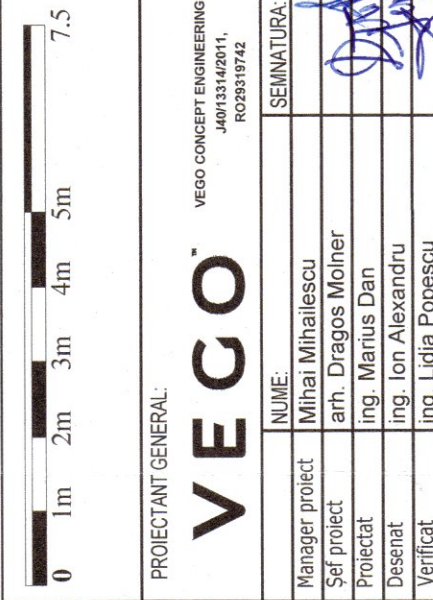 0 1m 2m 3m 4m 5m 7.5
PROIECTANT GENERAL:
VEGO™
VEGO CONCEPT ENGINEERING
J40/13314/2011,
RO29319742
NUME: SEMNATURA:
Manager proiect Mihai Mihailescu
Șef proiect arh. Dragos Molner
Proiectat ing. Marius Dan
Desenat ing. Ion Alexandru
Verificat ing. Lidia Popescu